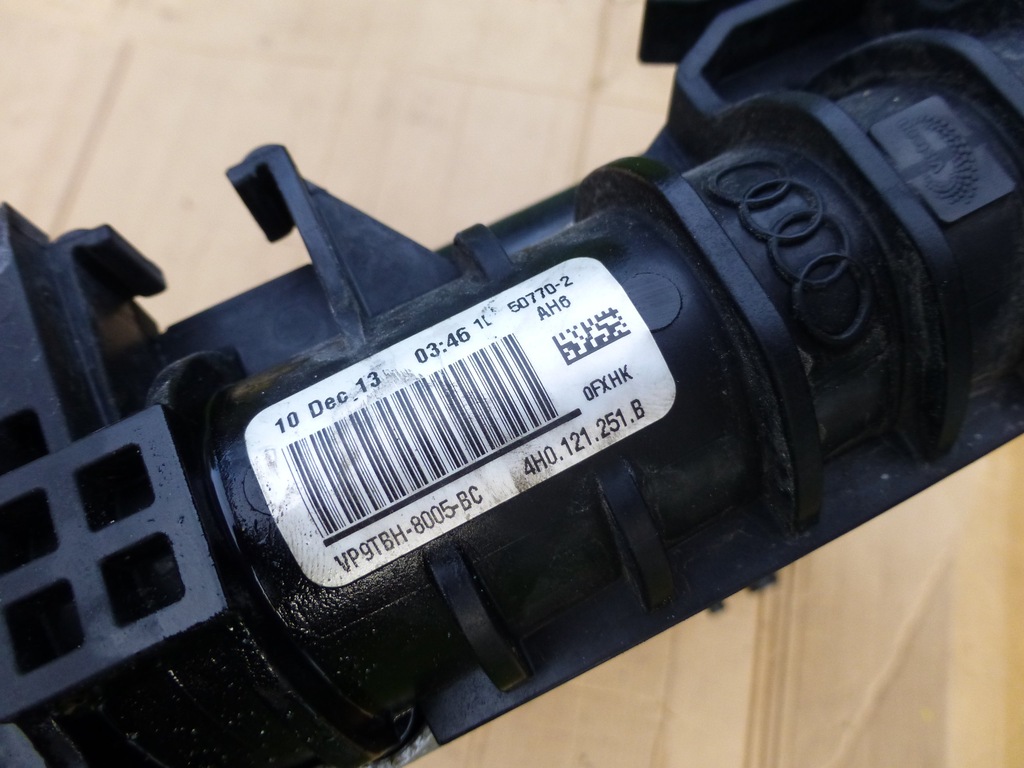 10 Dec 13 03:46 50770-2
AH6
0FXHK
VP9TBH-8005-BC 4H0.121.251.B